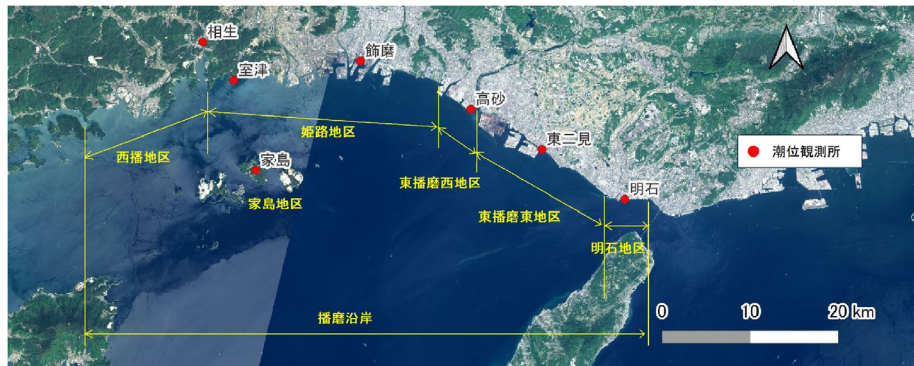 相生
飾磨
室津
高砂
姫路地区
西播地区
東二見
潮位観測所
家島
東播磨西地区
明石
家島地区
東播磨東地区
明石地区
播磨沿岸
0
10
20 km